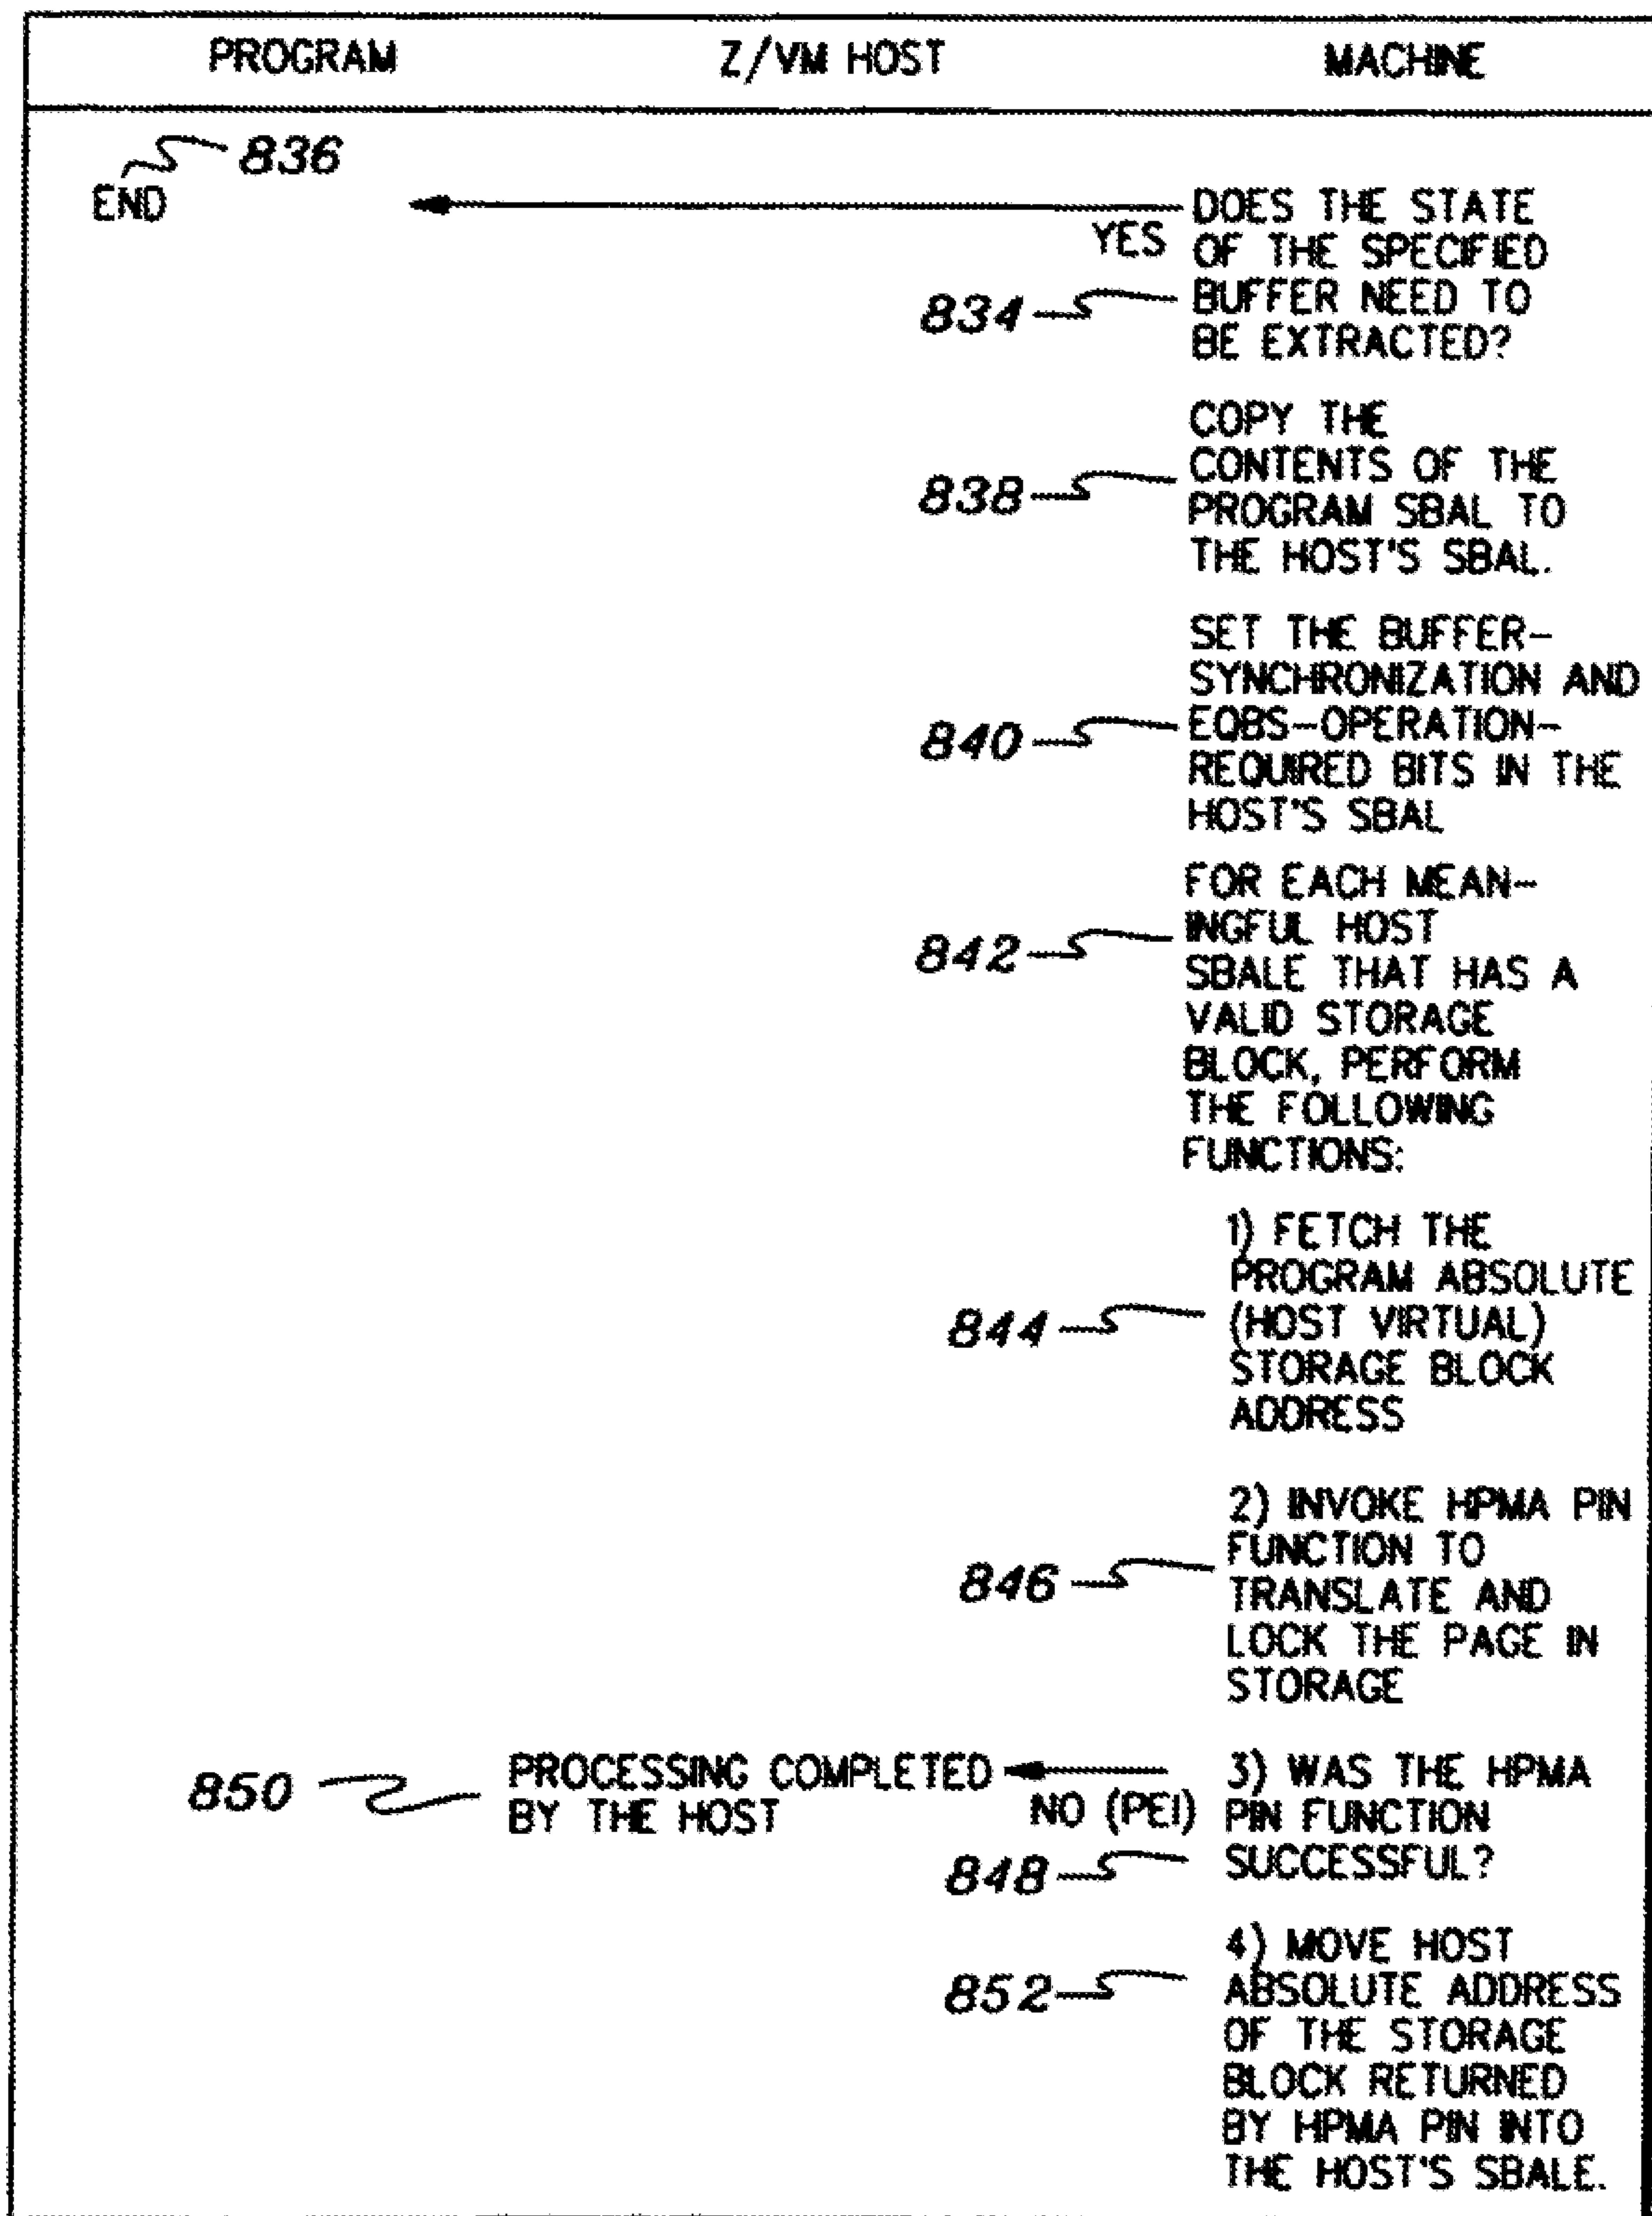 PROGRAM Z/VM HOST MACHINE
836
END
DOES THE STATE
YES OF THE SPECIFIED
834 BUFFER NEED TO
BE EXTRACTED?
COPY THE
CONTENTS OF THE
838 PROGRAM SBAL TO
THE HOST'S SBAL.
SET THE BUFFER-
SYNCHRONIZATION AND
840 EQBS-OPERATION-
REQUIRED BITS IN THE
HOST'S SBAL
FOR EACH MEAN-
842 INGFUL HOST
SBALE THAT HAS A
VALID STORAGE
BLOCK, PERFORM
THE FOLLOWING
FUNCTIONS:
1) FETCH THE
PROGRAM ABSOLUTE
844 (HOST VIRTUAL)
STORAGE BLOCK
ADDRESS
2) INVOKE HPMA PIN
FUNCTION TO
846 TRANSLATE AND
LOCK THE PAGE IN
STORAGE
850 PROCESSING COMPLETED 3) WAS THE HPMA
BY THE HOST NO (PEI) PIN FUNCTION
848 SUCCESSFUL?
4) MOVE HOST
852 ABSOLUTE ADDRESS
OF THE STORAGE
BLOCK RETURNED
BY HPMA PIN INTO
THE HOST'S SBALE.